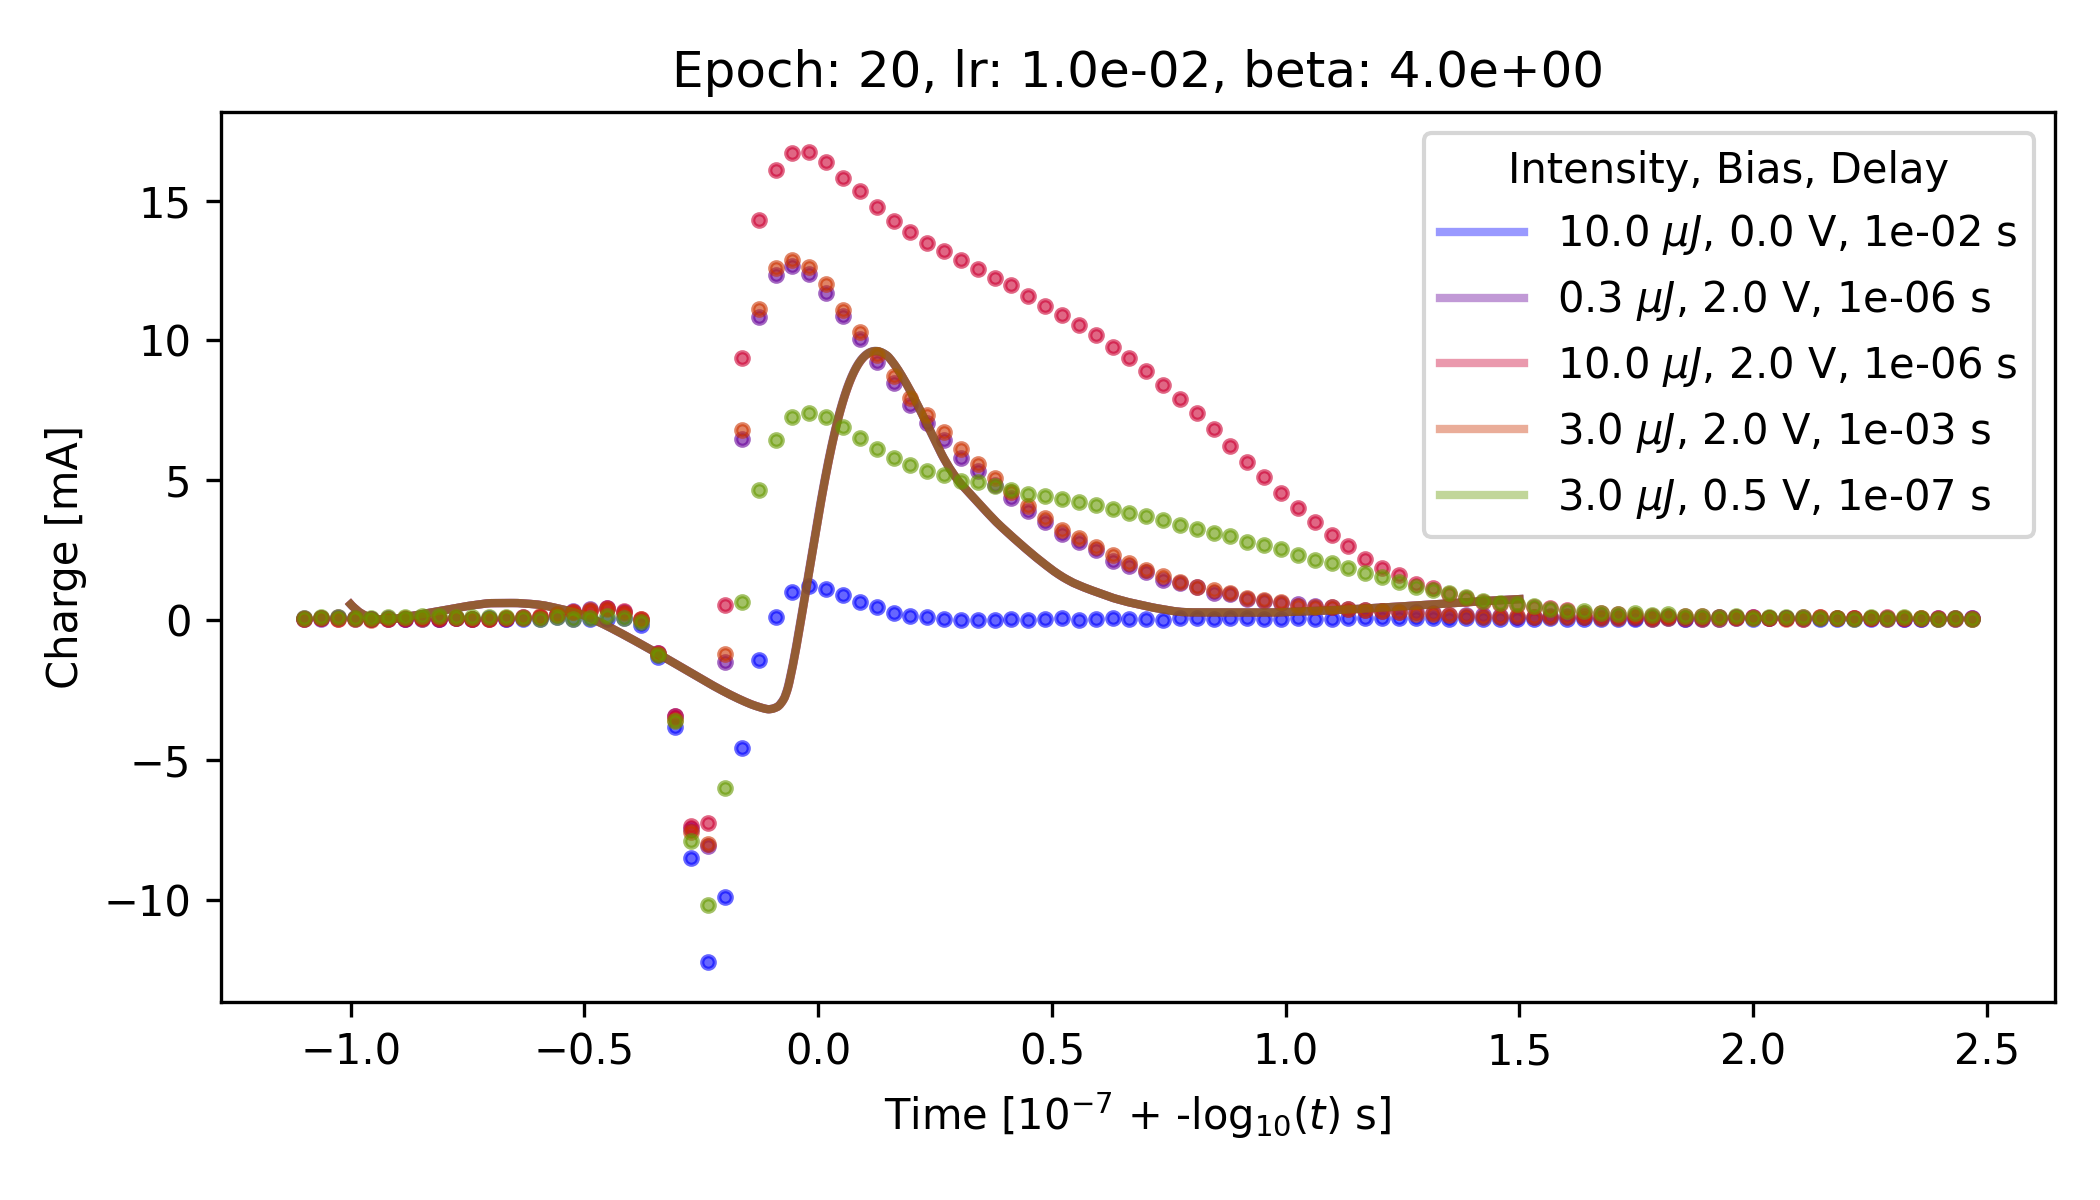 Epoch: 20, lr: 1.0e-02, beta: 4.0e+00
Charge [mA]
15
10
5
0
−5
−10
Intensity, Bias, Delay
10.0 μJ, 0.0 V, 1e-02 s
0.3 μJ, 2.0 V, 1e-06 s
10.0 μJ, 2.0 V, 1e-06 s
3.0 μJ, 2.0 V, 1e-03 s
3.0 μJ, 0.5 V, 1e-07 s
−1.0 −0.5 0.0 0.5 1.0 1.5 2.0 2.5
Time [10⁻⁷ + -log₁₀(t) s]